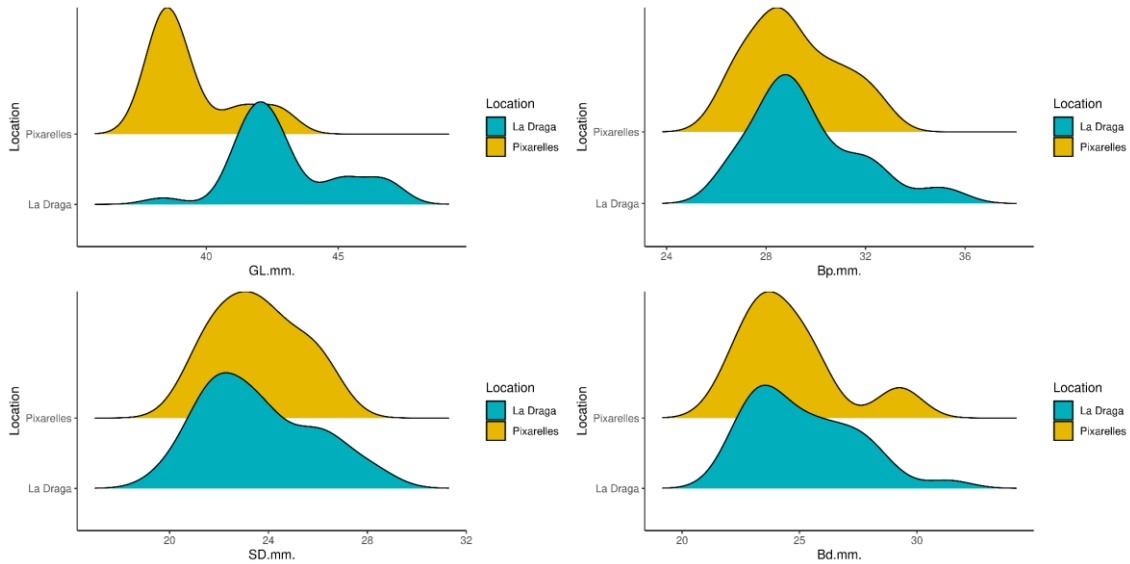 Location
Pixarelles
La Draga
40
45
GL.mm.
Location
La Draga
Pixarelles
Location
Pixarelles
La Draga
24
28
32
36
Bp.mm.
Location
La Draga
Pixarelles
Location
Pixarelles
La Draga
20
24
28
32
SD.mm.
Location
La Draga
Pixarelles
Location
Pixarelles
La Draga
20
25
30
Bd.mm.
Location
La Draga
Pixarelles